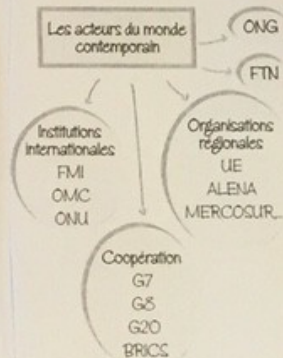 Les acteurs du monde
contemporain
ONG
FTN
Institutions
internationales
FMI
OMC
ONU
Organisations
régionales
UE
ALENA
MERCOSUR...
Coopération
G7
G8
G20
BRICS